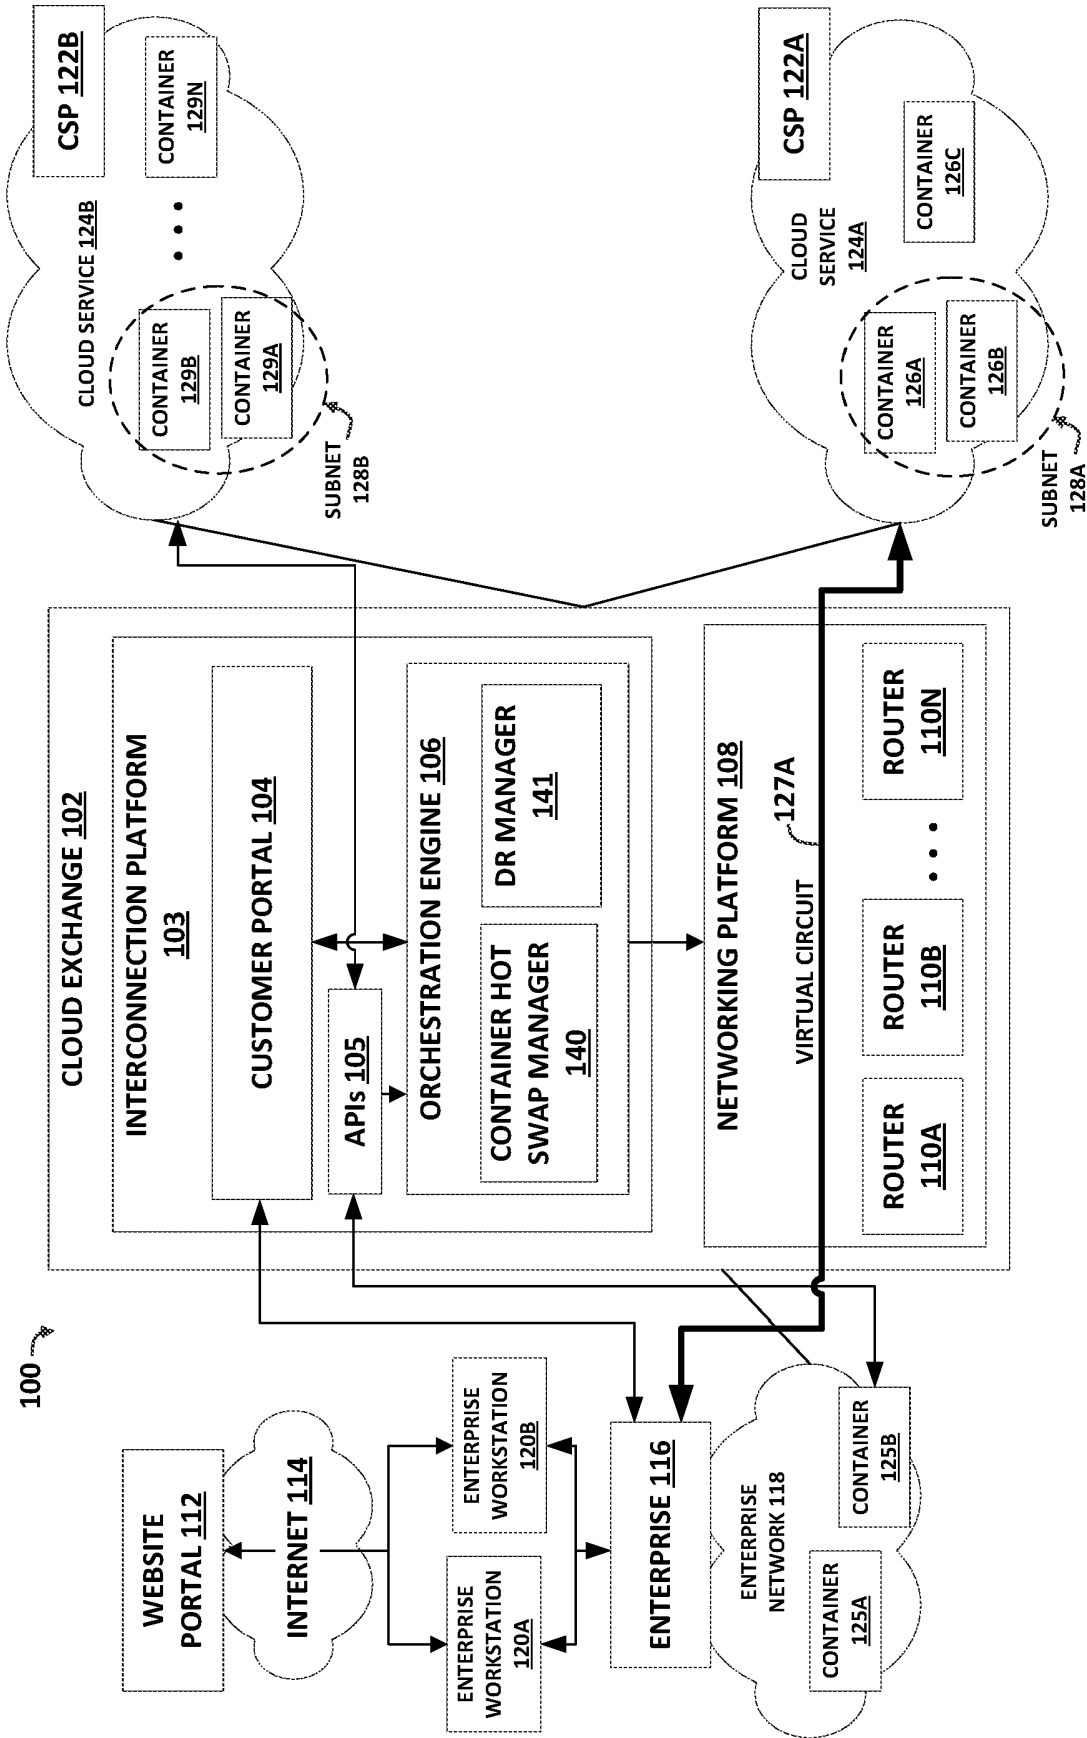 100
WEBSITE
PORTAL 112
INTERNET 114
ENTERPRISE
WORKSTATION
120A
ENTERPRISE
WORKSTATION
120B
ENTERPRISE 116
ENTERPRISE
NETWORK 118
CONTAINER
125A
CONTAINER
125B
CLOUD EXCHANGE 102
INTERCONNECTION PLATFORM
103
CUSTOMER PORTAL 104
APIs 105
ORCHESTRATION ENGINE 106
CONTAINER HOT
SWAP MANAGER
140
DR MANAGER
141
NETWORKING PLATFORM 108
VIRTUAL CIRCUIT
127A
ROUTER
110A
ROUTER
110B
• • •
ROUTER
110N
CSP 122B
CLOUD SERVICE 124B
CONTAINER
129B
CONTAINER
129A
• • •
CONTAINER
129N
SUBNET
128B
CSP 122A
CLOUD
SERVICE
124A
CONTAINER
126A
CONTAINER
126B
CONTAINER
126C
SUBNET
128A